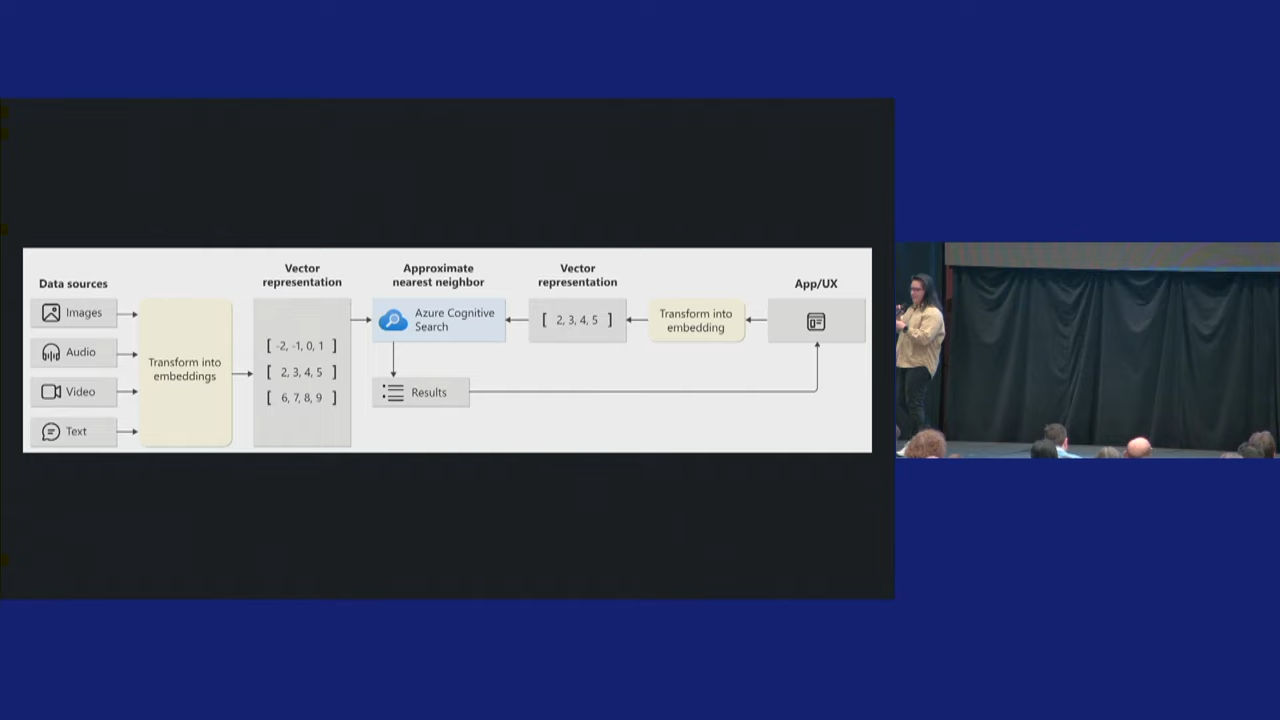 Data sources
Images
Audio
Video
Text
Transform into
embeddings
Vector
representation
[ -2, -1, 0, 1 ]
[ 2, 3, 4, 5 ]
[ 6, 7, 8, 9 ]
Approximate
nearest neighbor
Azure Cognitive
Search
Results
Vector
representation
[ 2, 3, 4, 5 ]
Transform into
embedding
App/UX